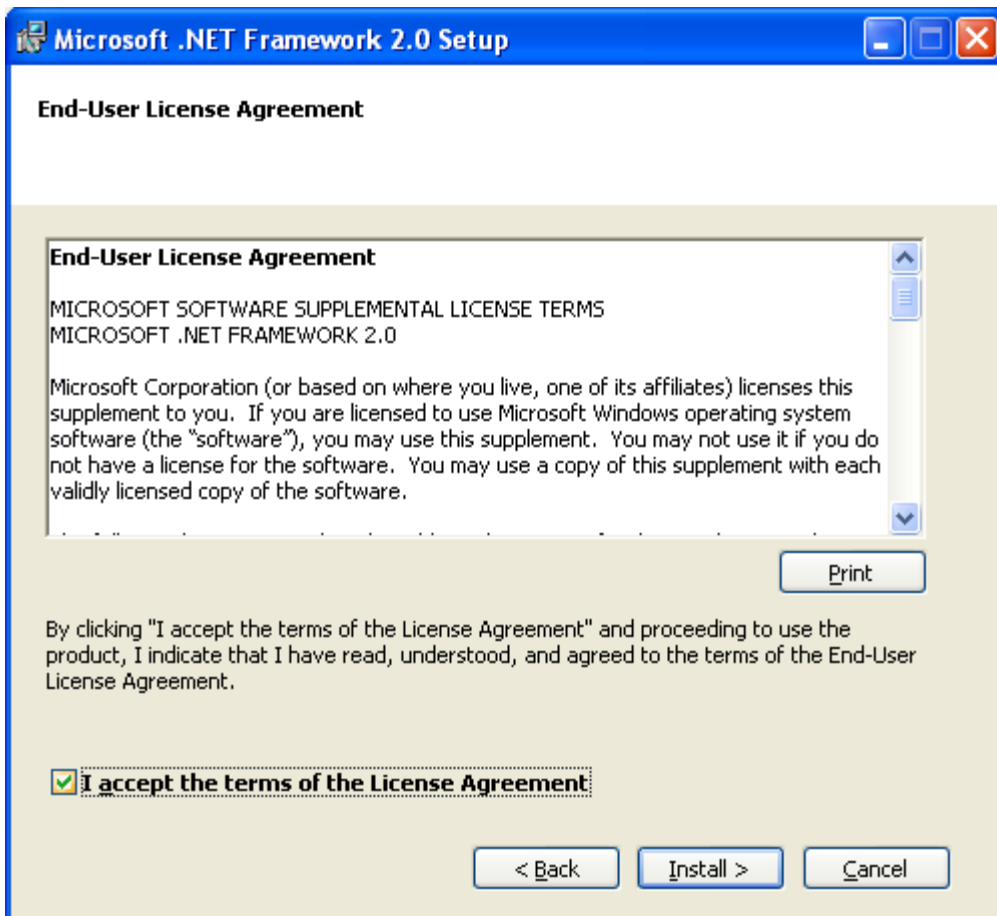 Microsoft .NET Framework 2.0 Setup
End-User License Agreement
End-User License Agreement
MICROSOFT SOFTWARE SUPPLEMENTAL LICENSE TERMS
MICROSOFT .NET FRAMEWORK 2.0
Microsoft Corporation (or based on where you live, one of its affiliates) licenses this
supplement to you.  If you are licensed to use Microsoft Windows operating system
software (the “software”), you may use this supplement.  You may not use it if you do
not have a license for the software.  You may use a copy of this supplement with each
validly licensed copy of the software.
Print
By clicking "I accept the terms of the License Agreement" and proceeding to use the
product, I indicate that I have read, understood, and agreed to the terms of the End-User
License Agreement.
I accept the terms of the License Agreement
< Back
Install >
Cancel